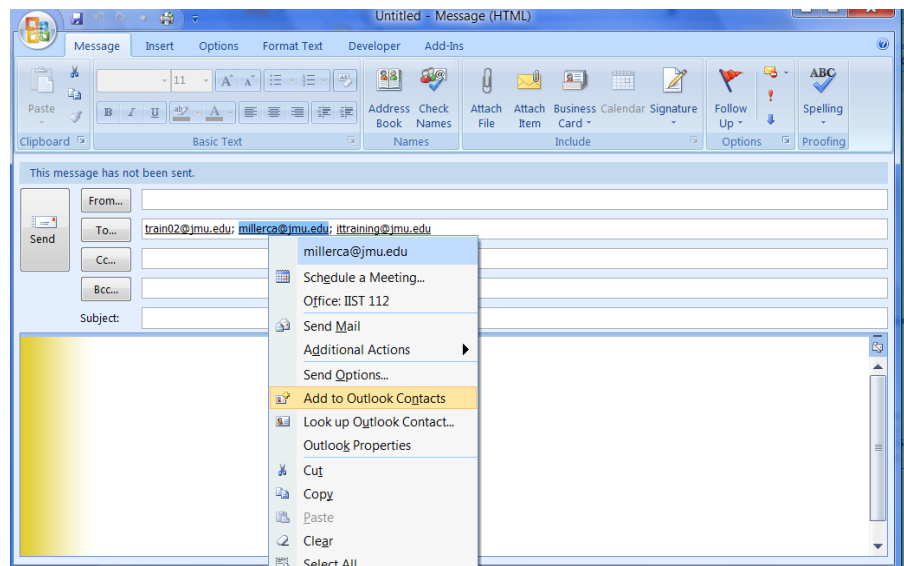 Untitled - Message (HTML)
Message Insert Options Format Text Developer Add-Ins
11
ABC
Paste
B I U ab A
Address Book
Check Names
Attach File
Attach Item
Business Card
Calendar
Signature
Follow Up
Spelling
Clipboard Basic Text Names Include Options Proofing
This message has not been sent.
From...
Send
To... train02@jmu.edu; millerca@jmu.edu; ittraining@jmu.edu
Cc...
Bcc...
Subject:
millerca@jmu.edu
Schedule a Meeting...
Office: IIST 112
Send Mail
Additional Actions
Send Options...
Add to Outlook Contacts
Look up Outlook Contact...
Outlook Properties
Cut
Copy
Paste
Clear
Select All